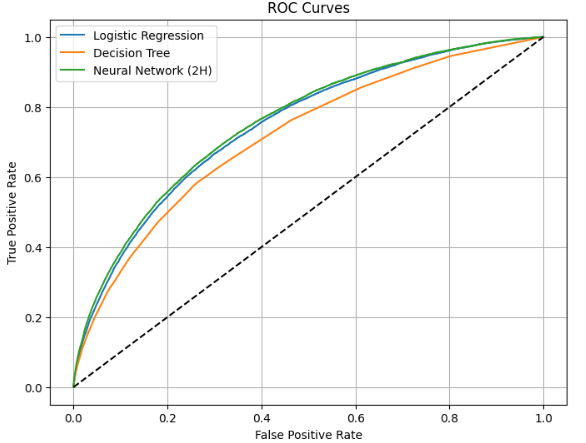 ROC Curves
Logistic Regression
Decision Tree
Neural Network (2H)
True Positive Rate
1.0
0.8
0.6
0.4
0.2
0.0
0.0 0.2 0.4 0.6 0.8 1.0
False Positive Rate